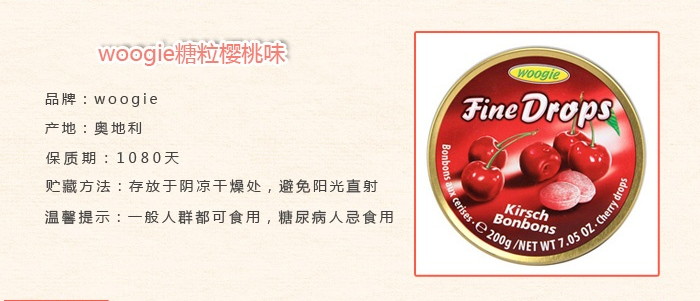 woogie糖粒樱桃味
品牌：woogie
产地：奥地利
保质期：1080天
贮藏方法：存放于阴凉干燥处，避免阳光直射
温馨提示：一般人群都可食用，糖尿病人忌食用
woogie
Fine Drops
Kirsch
Bonbons
Bonbons aux cerises · ℮ 200g/NET WT 7.05 OZ · Cherry drops